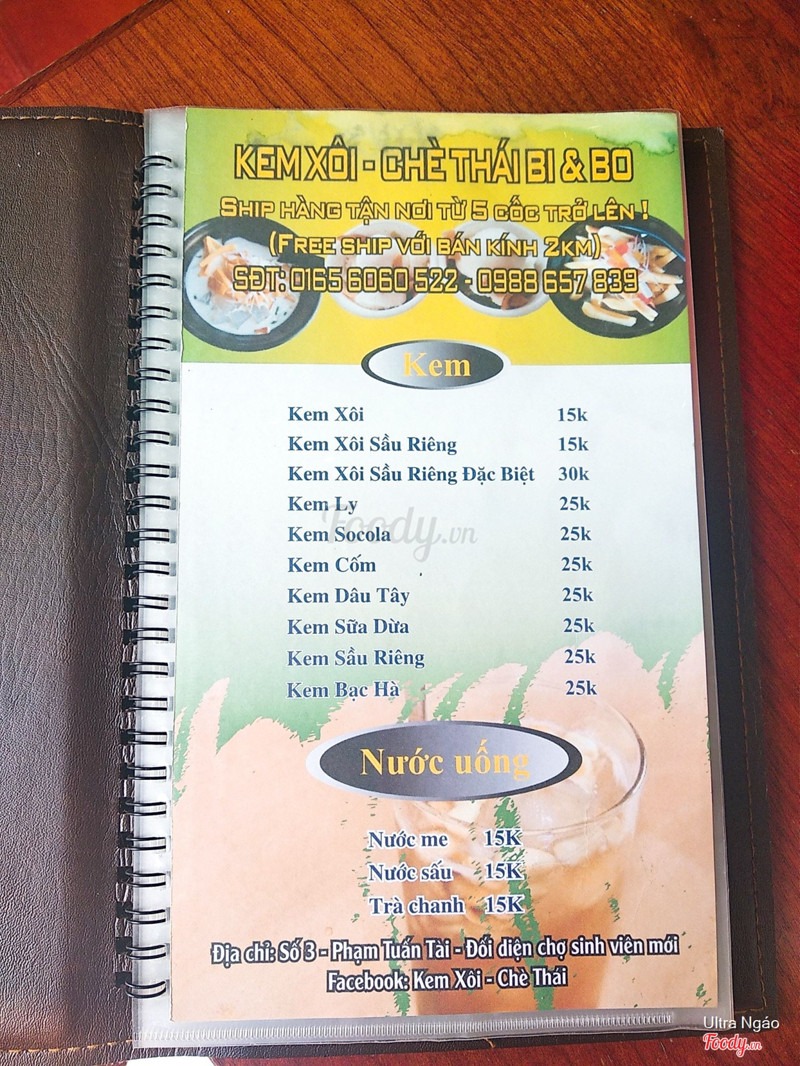 KEM XÔI - CHÈ THÁI BI & BO
SHIP HÀNG TẬN NƠI TỪ 5 CỐC TRỞ LÊN !
(FREE SHIP VỚI BÁN KÍNH 2KM)
SĐT: 0165 6060 522 - 0988 657 839
Kem
Kem Xôi 15k
Kem Xôi Sầu Riêng 15k
Kem Xôi Sầu Riêng Đặc Biệt 30k
Kem Ly 25k
Foody.vn
Kem Socola 25k
Kem Cốm 25k
Kem Dâu Tây 25k
Kem Sữa Dừa 25k
Kem Sầu Riêng 25k
Kem Bạc Hà 25k
Nước uống
Nước me 15K
Nước sấu 15K
Trà chanh 15K
Địa chỉ: Số 3 - Phạm Tuấn Tài - Đối diện chợ sinh viên mới
Facebook: Kem Xôi - Chè Thái
Ultra Ngáo
Foody.vn